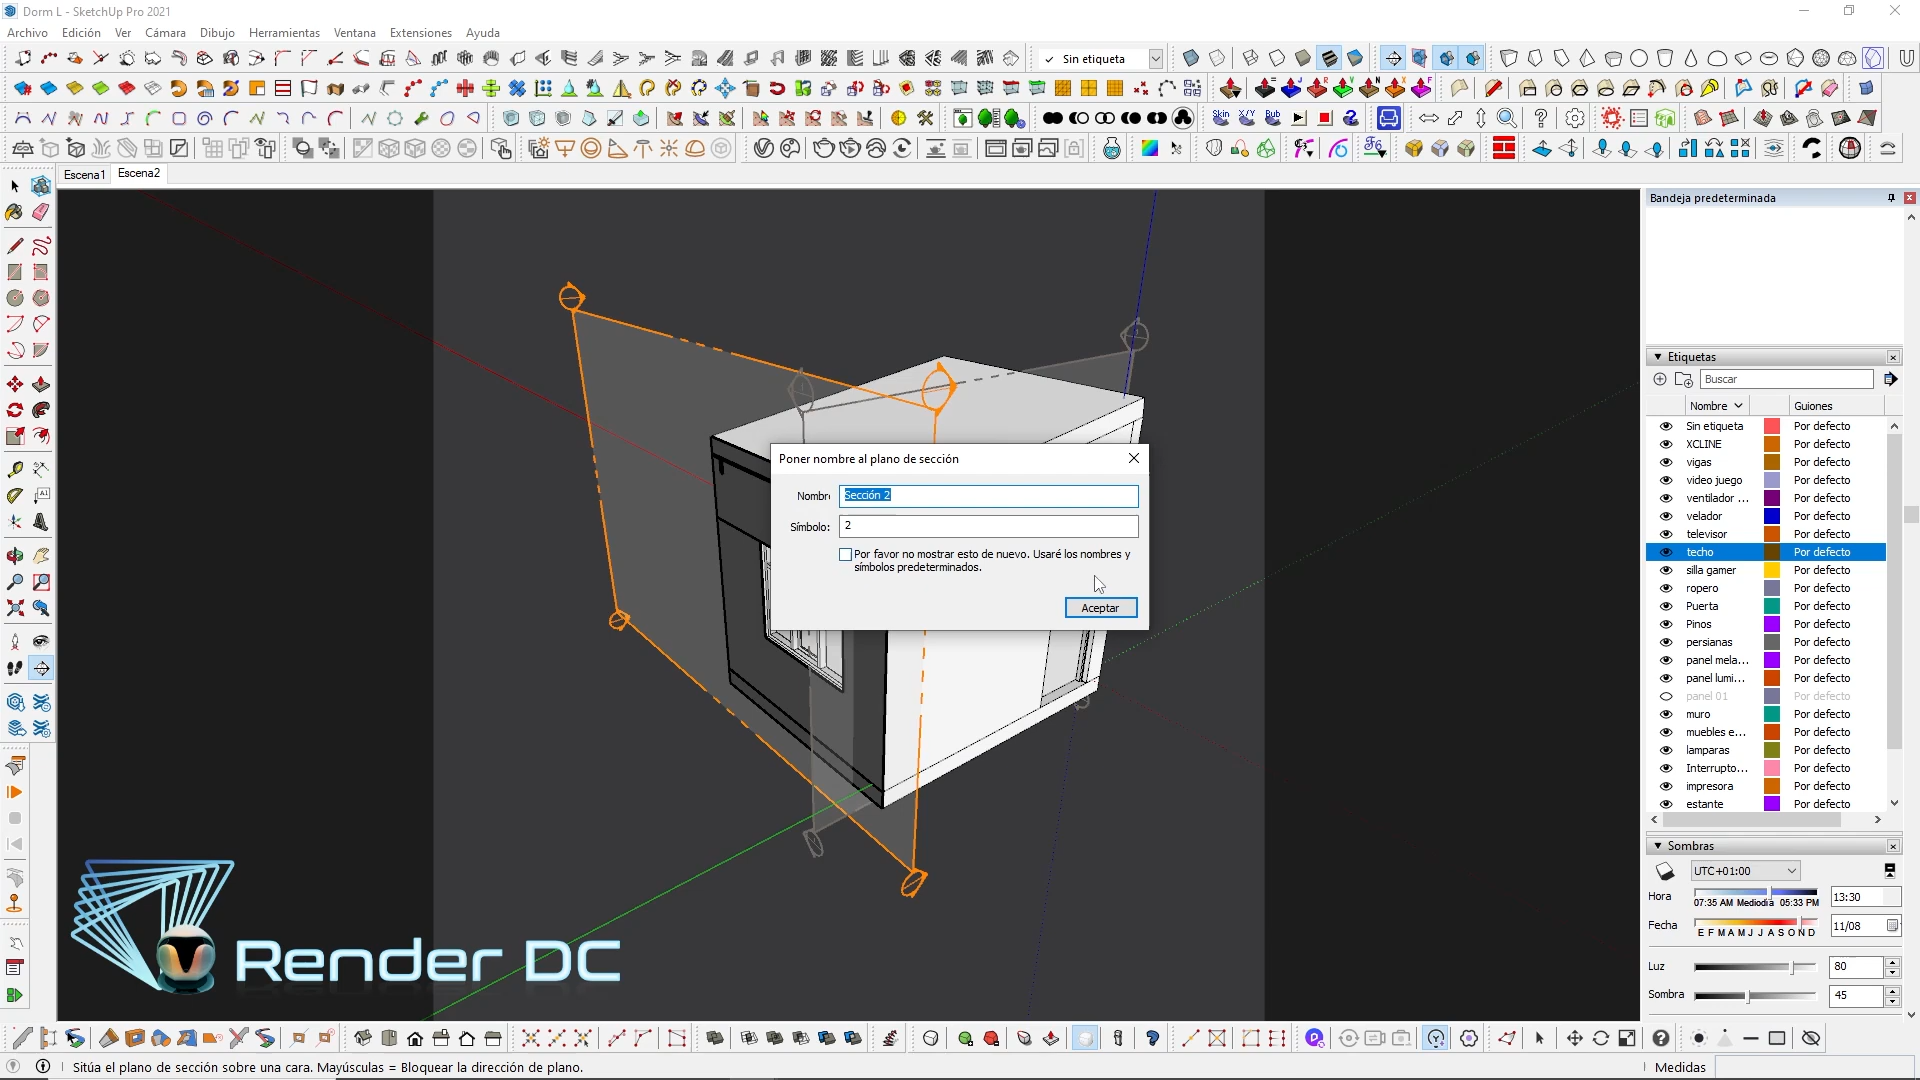 Dorm L - SketchUp Pro 2021
Archivo Edición Ver Cámara Dibujo Herramientas Ventana Extensiones Ayuda
✓ Sin etiqueta
Skin X/Y Bub
Escena1 Escena2
Bandeja predeterminada
Etiquetas
Buscar
Nombre Guiones
Sin etiqueta Por defecto
XCLINE Por defecto
vigas Por defecto
video juego Por defecto
ventilador ... Por defecto
velador Por defecto
televisor Por defecto
techo Por defecto
silla gamer Por defecto
ropero Por defecto
Puerta Por defecto
Pinos Por defecto
persianas Por defecto
panel mela... Por defecto
panel lumi... Por defecto
panel 01 Por defecto
muro Por defecto
muebles e... Por defecto
lamparas Por defecto
Interrupto... Por defecto
impresora Por defecto
estante Por defecto
Poner nombre al plano de sección
Nombre Sección 2
Símbolo: 2
Por favor no mostrar esto de nuevo. Usaré los nombres y
símbolos predeterminados.
Aceptar
Sombras
UTC+01:00
Hora 07:35 AM Mediodía 05:33 PM 13:30
Fecha E F M A M J J A S O N D 11/08
Luz 80
Sombra 45
Render DC
Sitúa el plano de sección sobre una cara. Mayúsculas = Bloquear la dirección de plano.
Medidas